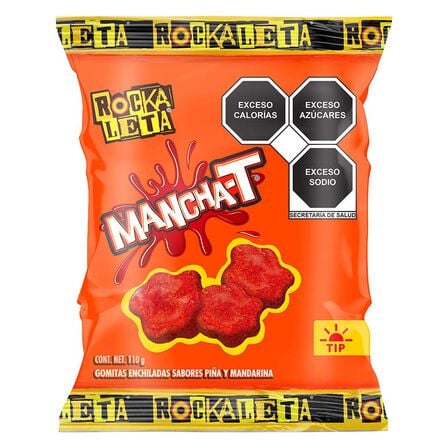 LETA ROCKALETA ROCKALETA
ROCKA
LETA
EXCESO
CALORÍAS
EXCESO
AZÚCARES
EXCESO
SODIO
SECRETARÍA DE SALUD
MANCHA-T
TIP
CONT. NET. 110 g
GOMITAS ENCHILADAS SABORES PIÑA Y MANDARINA
LETA ROCKALETA ROCKALETA